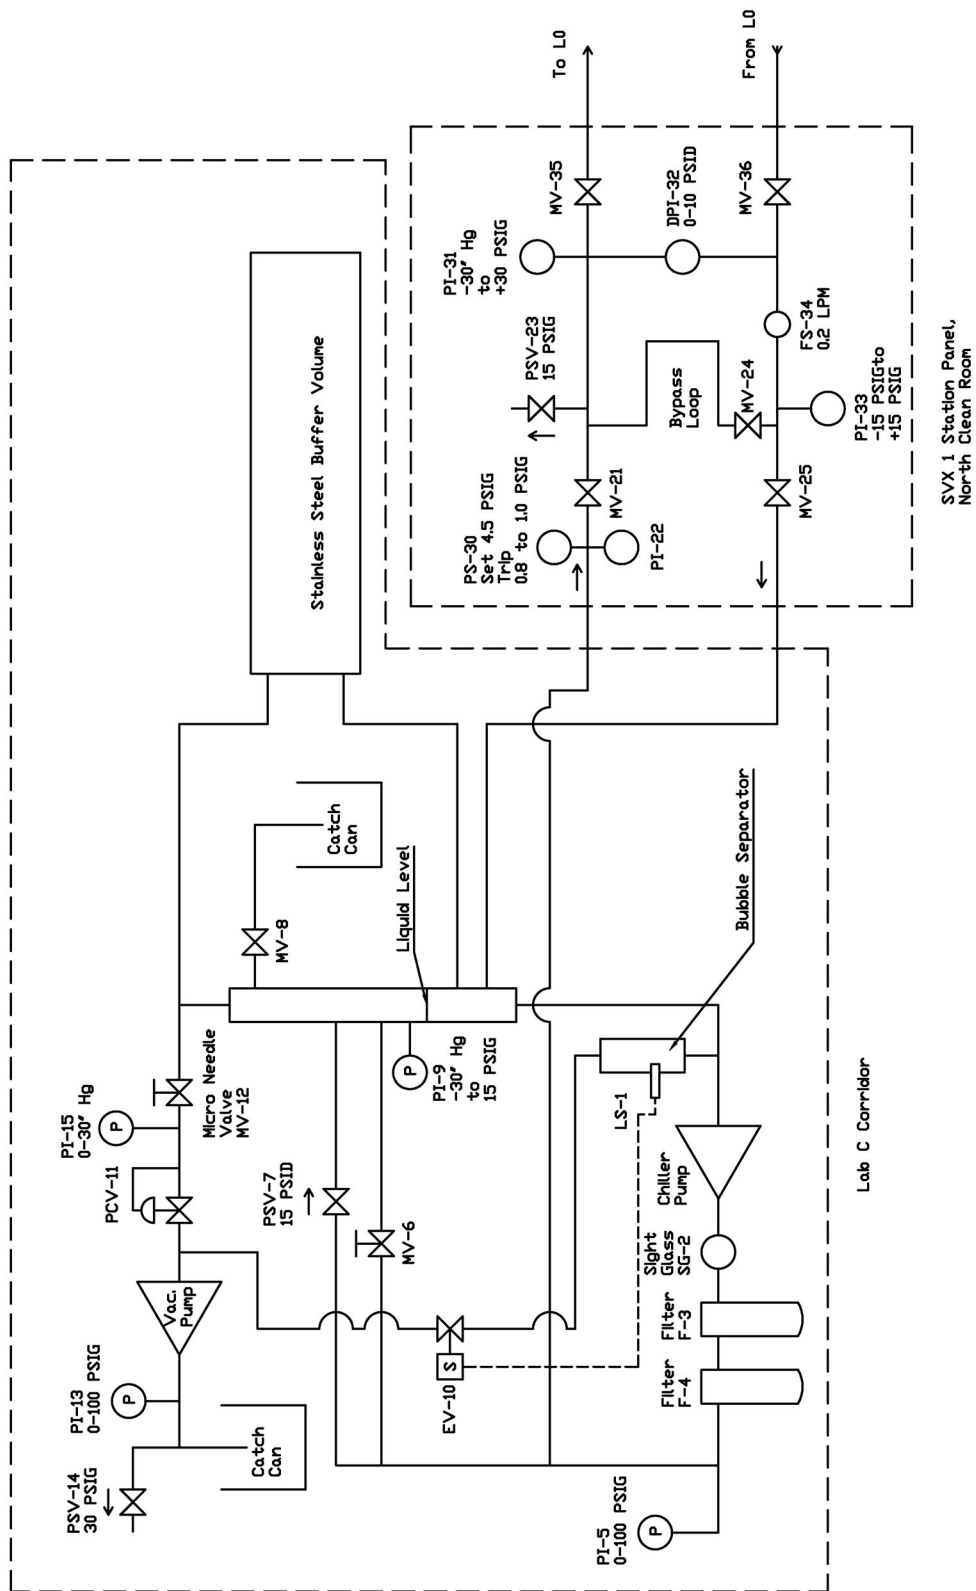 PSV-14
30 PSIG
PI-13
0-100 PSIG
P
Catch
Can
Vac.
Pump
PCV-11
PI-15
0-30" Hg
P
Micro Needle
Valve
MV-12
Stainless Steel Buffer Volume
MV-8
Catch
Can
Liquid Level
P
PI-9
-30" Hg
to
15 PSIG
PSV-7
15 PSID
MV-6
S
EV-10
LS-1
Bubble Separator
Chiller
Pump
Sight
Glass
SG-2
Filter
F-3
Filter
F-4
PI-5
0-100 PSIG
P
Lab C Corridor
PS-30
Set 4.5 PSIG
Trip
0.8 to 1.0 PSIG
PI-22
MV-21
PSV-23
15 PSIG
PI-31
-30" Hg
to
+30 PSIG
MV-35
To L0
Bypass
Loop
MV-24
DPI-32
0-10 PSID
MV-36
From L0
FS-34
0.2 LPM
PI-33
-15 PSIGto
+15 PSIG
MV-25
SVX 1 Station Panel,
North Clean Room